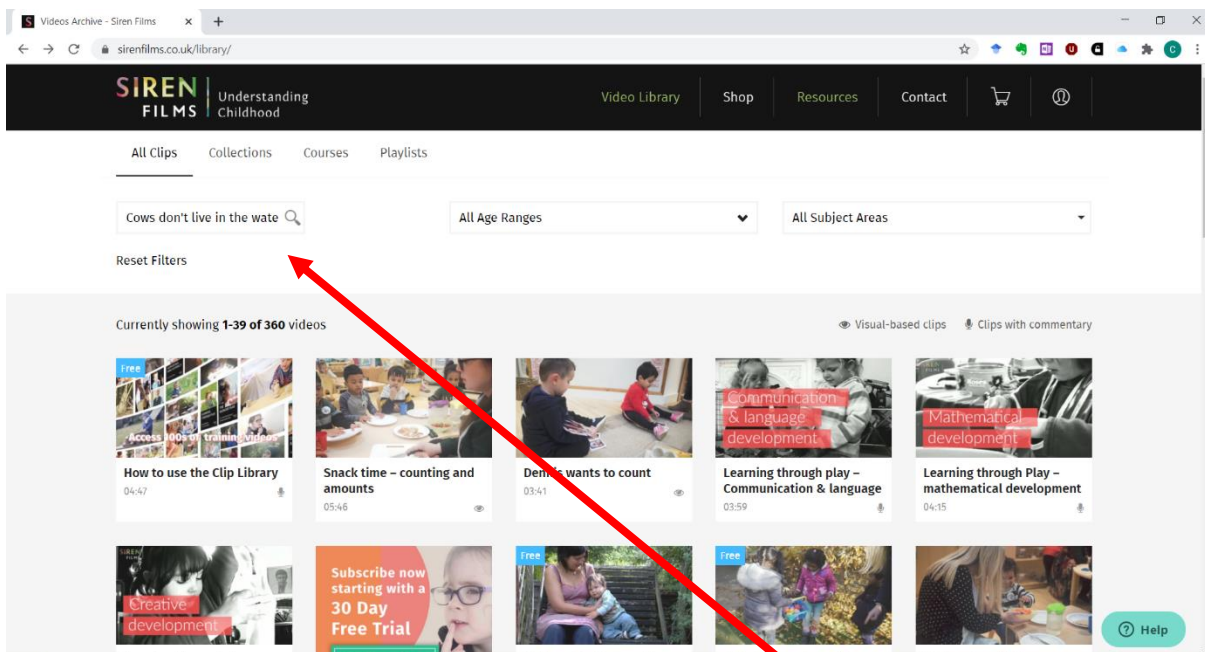 Videos Archive - Siren Films
sirenfilms.co.uk/library/
SIREN FILMS
Understanding Childhood
Video Library
Shop
Resources
Contact
All Clips
Collections
Courses
Playlists
Cows don't live in the wate
All Age Ranges
All Subject Areas
Reset Filters
Currently showing 1-39 of 360 videos
Visual-based clips
Clips with commentary
Free
Access 100s of training videos
How to use the Clip Library
04:47
Snack time – counting and
amounts
05:46
Dennis wants to count
03:41
Communication
& language
development
Learning through play –
Communication & language
03:59
Mathematical
development
Learning through Play –
mathematical development
04:15
SIREN
FILMS
Creative
development
Subscribe now
starting with a
30 Day
Free Trial
Free
Free
Help